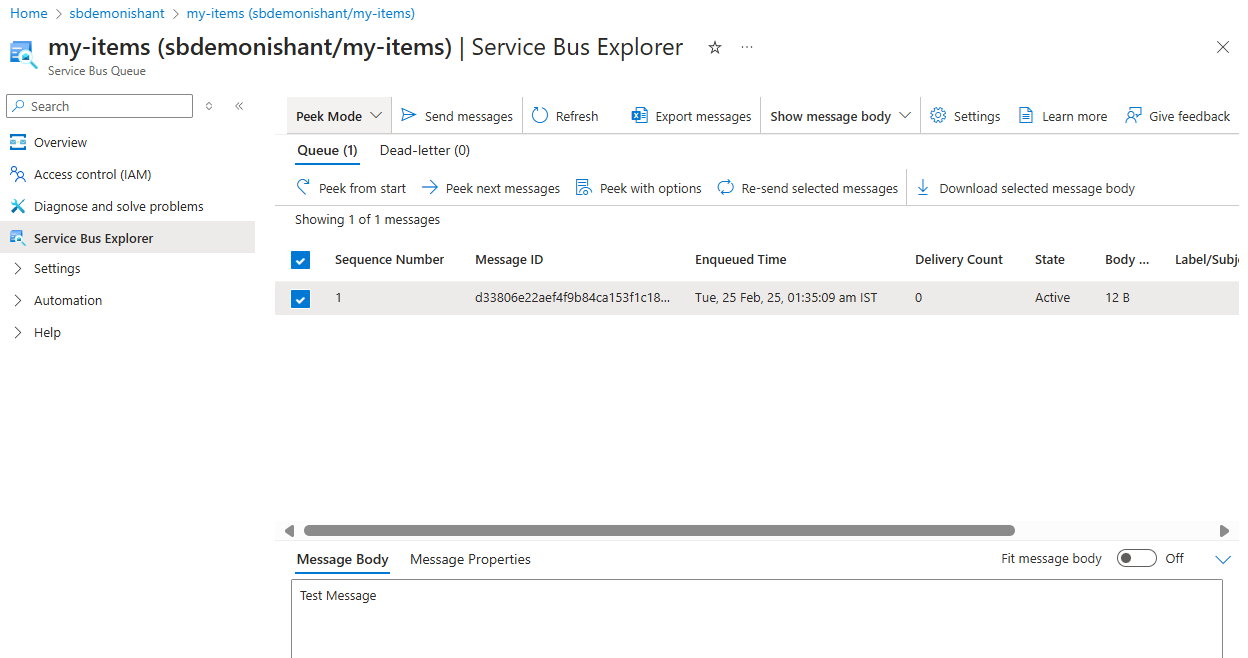 Home > sbdemonishant > my-items (sbdemonishant/my-items)
my-items (sbdemonishant/my-items) | Service Bus Explorer
Service Bus Queue
Search
Overview
Access control (IAM)
Diagnose and solve problems
Service Bus Explorer
Settings
Automation
Help
Peek Mode Send messages Refresh Export messages Show message body Settings Learn more Give feedback
Queue (1) Dead-letter (0)
Peek from start Peek next messages Peek with options Re-send selected messages Download selected message body
Showing 1 of 1 messages
Sequence Number Message ID Enqueued Time Delivery Count State Body ... Label/Subje
1 d33806e22aef4f9b84ca153f1c18... Tue, 25 Feb, 25, 01:35:09 am IST 0 Active 12 B
Message Body Message Properties Fit message body Off
Test Message